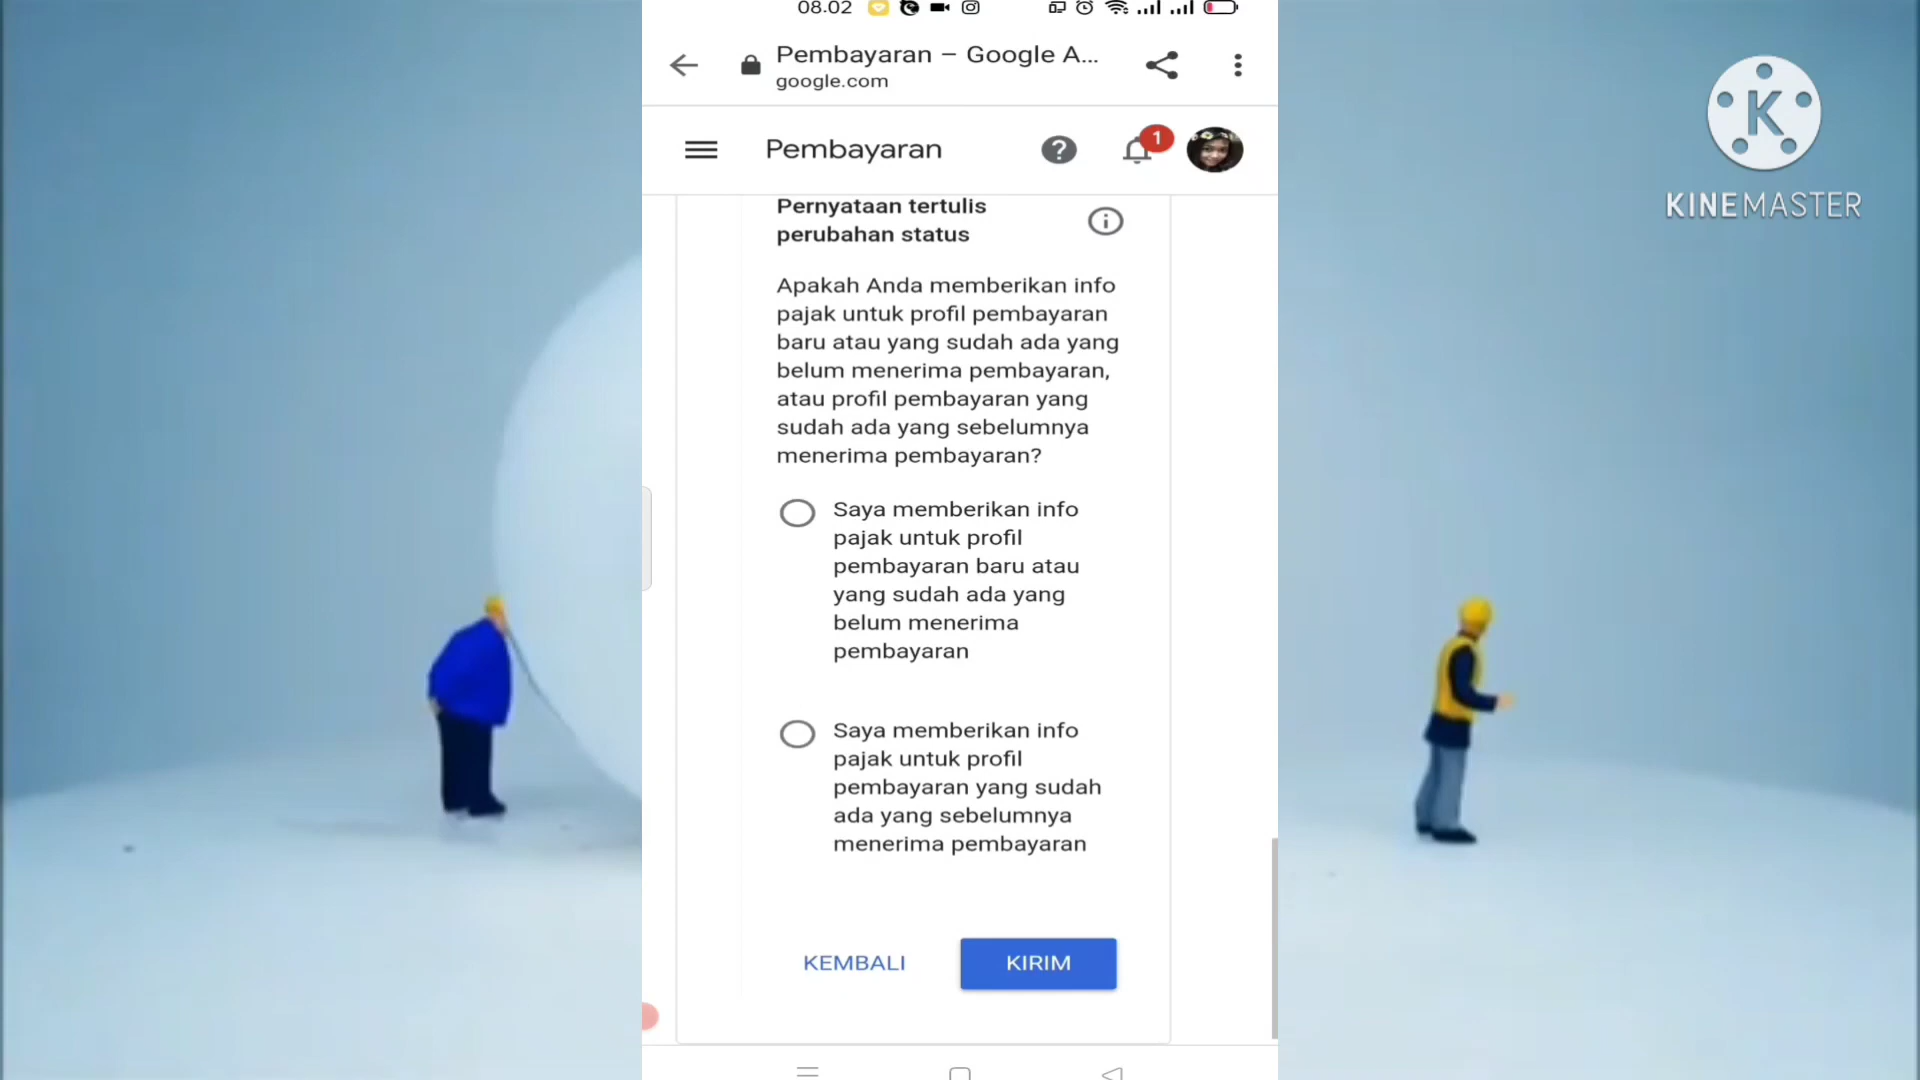 08.02
Pembayaran – Google A...
google.com
KINEMASTER
Pembayaran
1
Pernyataan tertulis
perubahan status
Apakah Anda memberikan info
pajak untuk profil pembayaran
baru atau yang sudah ada yang
belum menerima pembayaran,
atau profil pembayaran yang
sudah ada yang sebelumnya
menerima pembayaran?
Saya memberikan info
pajak untuk profil
pembayaran baru atau
yang sudah ada yang
belum menerima
pembayaran
Saya memberikan info
pajak untuk profil
pembayaran yang sudah
ada yang sebelumnya
menerima pembayaran
KEMBALI
KIRIM